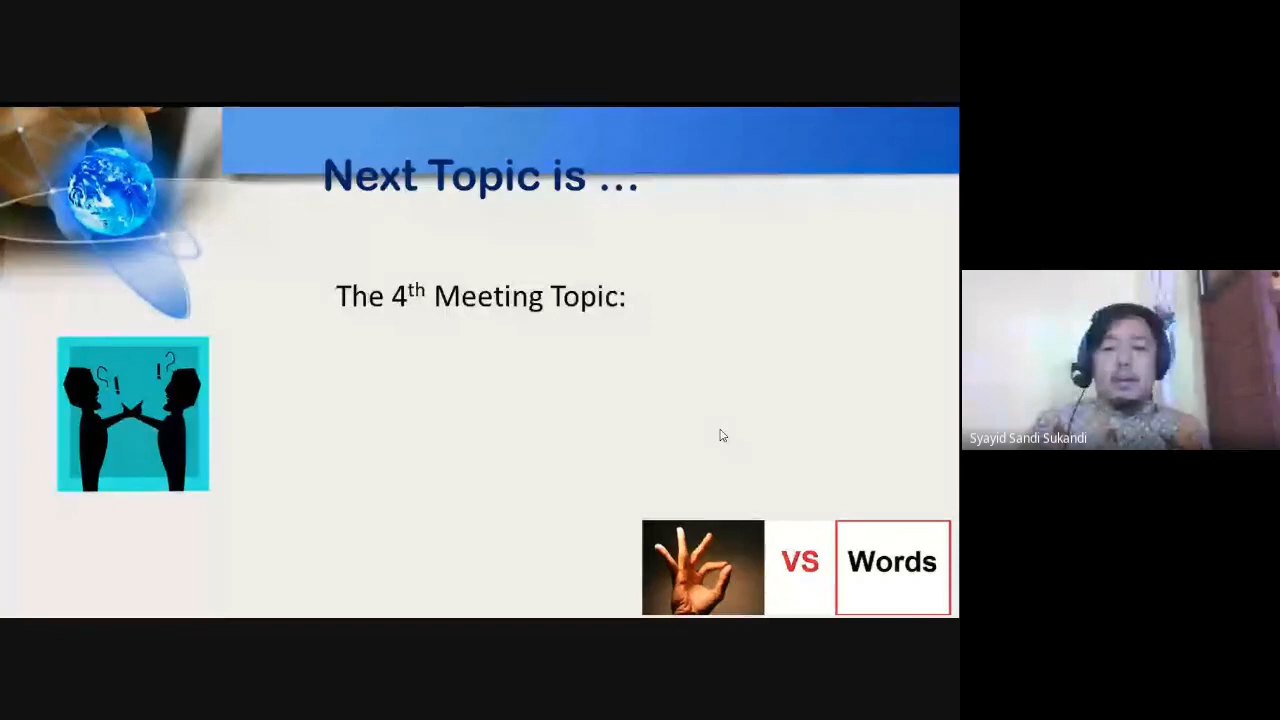 Next Topic is ...
The 4th Meeting Topic:
VS Words
Syayid Sandi Sukandi